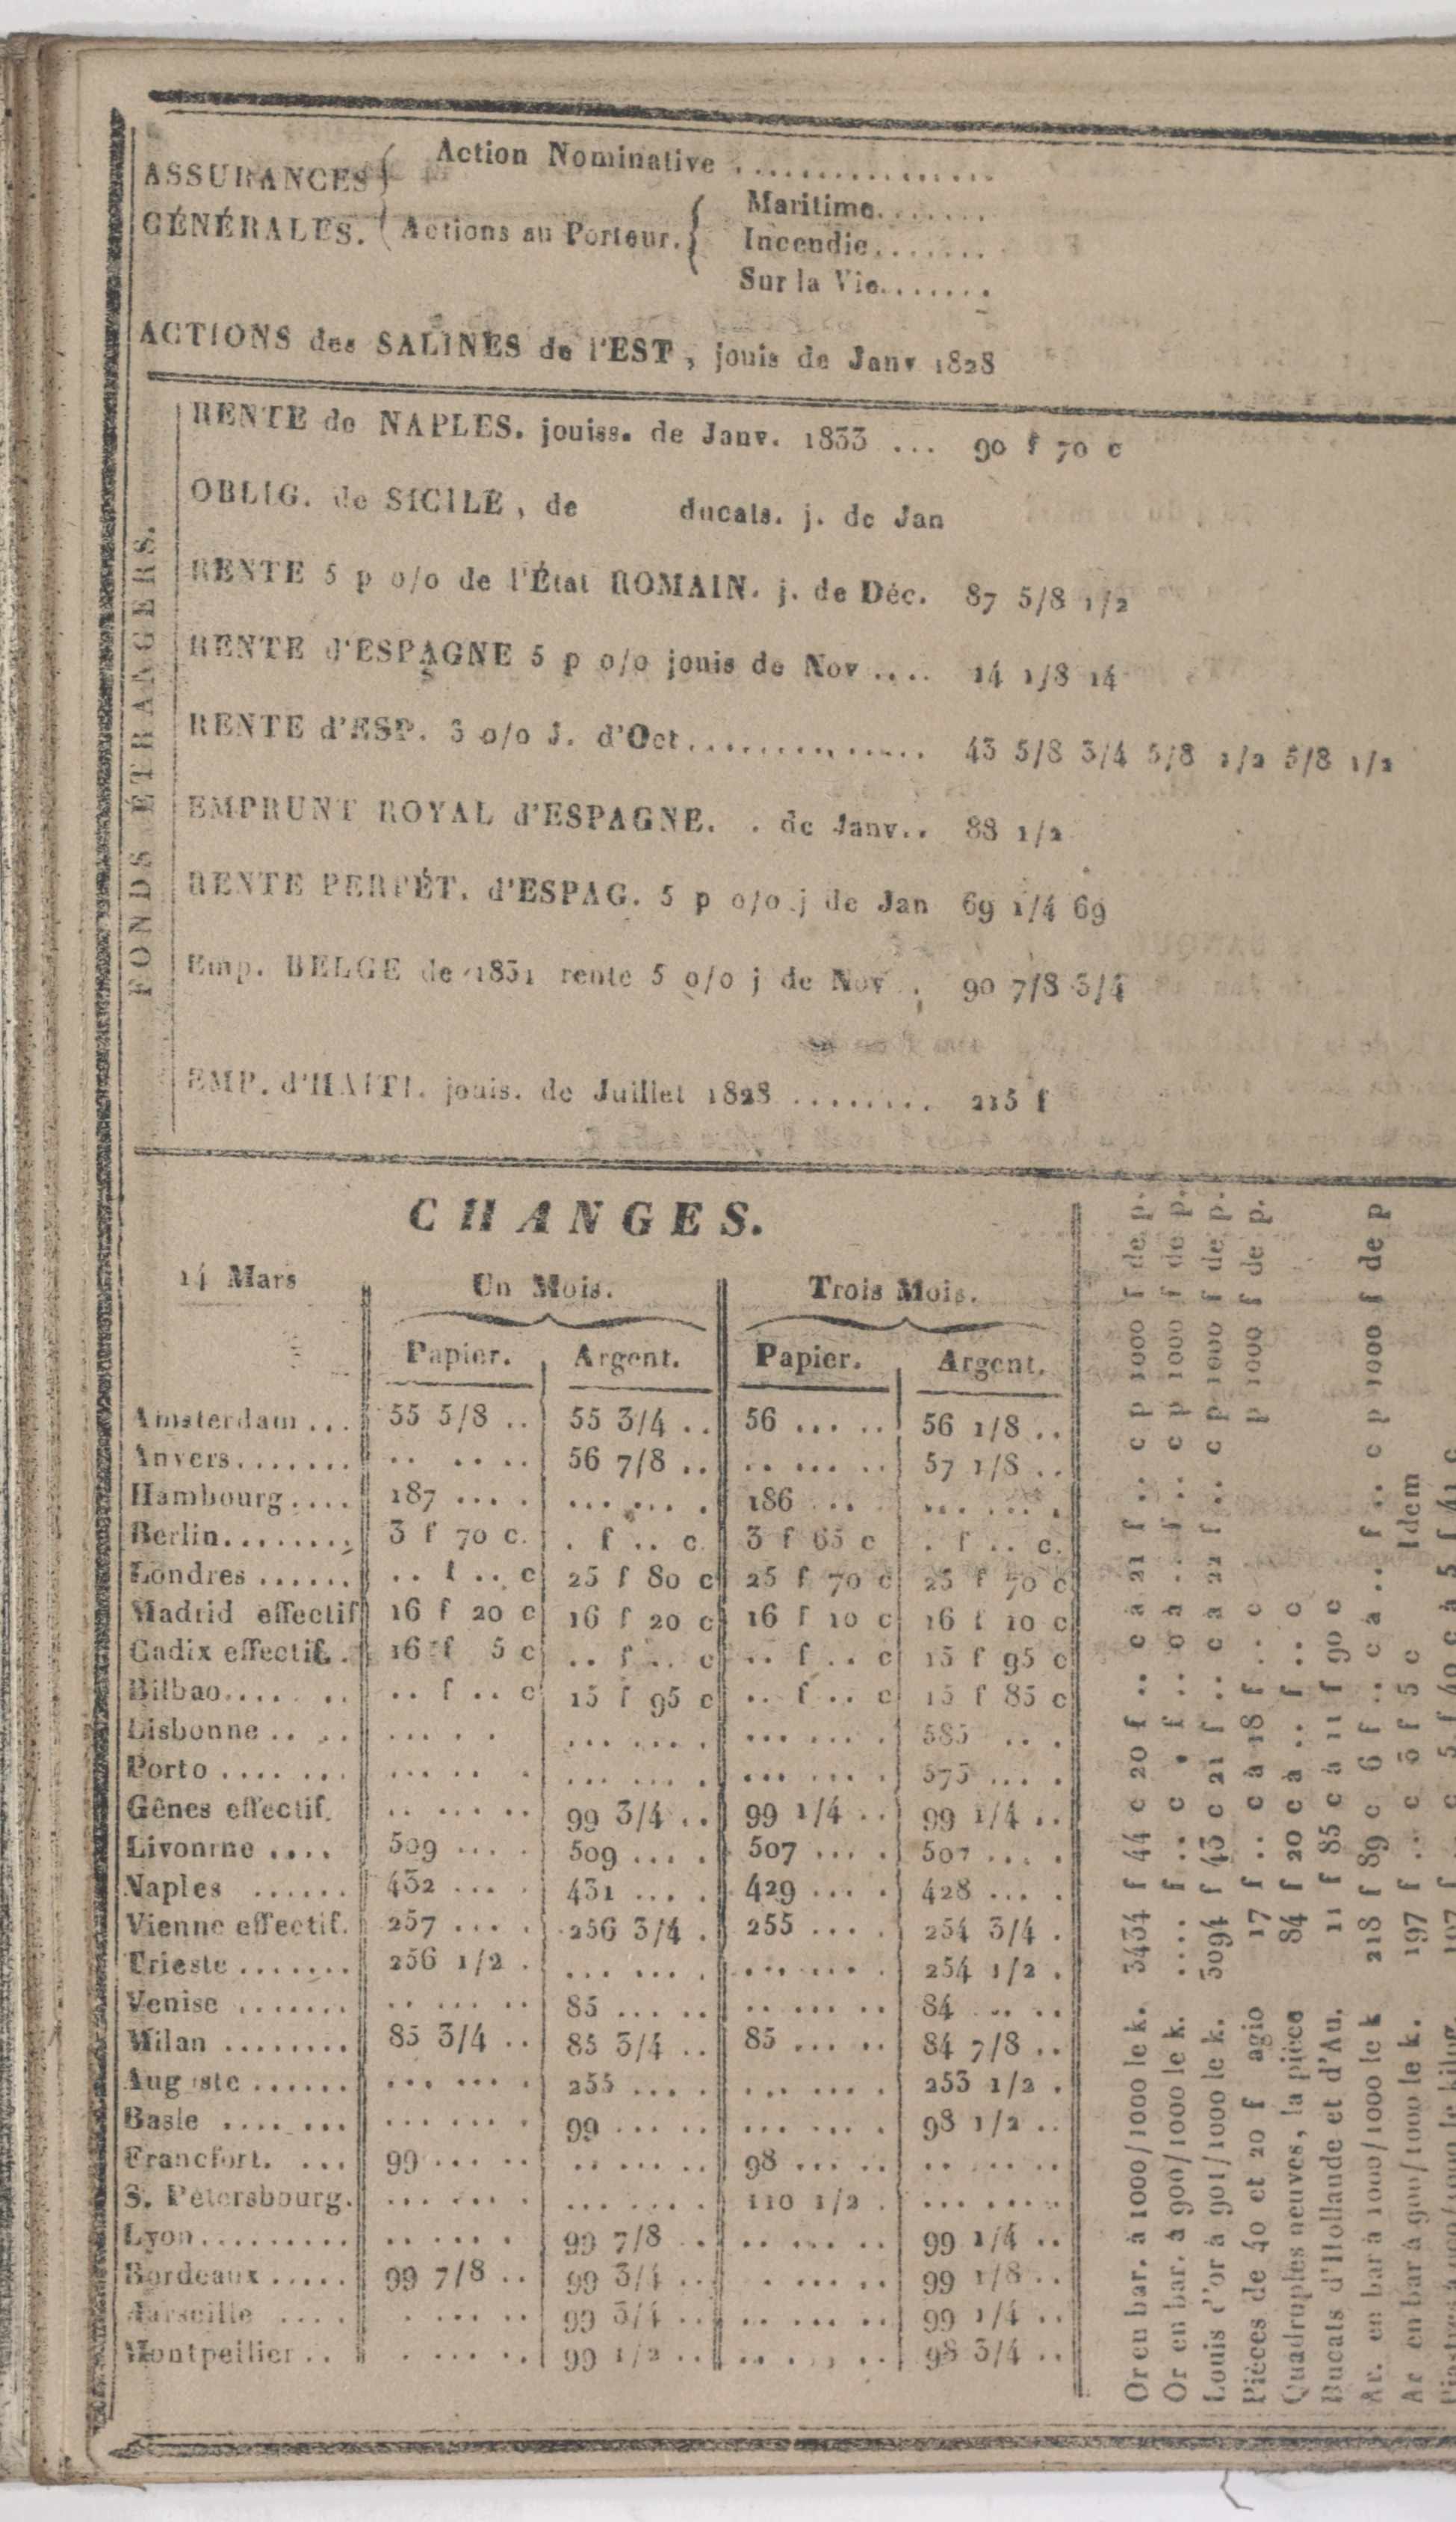 ASSURANCES GÉNÉRALES.
Action Nominative ................
Actions au Porteur.
Maritime.......
Incendie.......
Sur la Vie.......
ACTIONS des SALINES de l'EST, jouis de Janv 1828
FONDS ÉTRANGERS.
RENTE de NAPLES. jouiss. de Janv. 1833 ... 90 f 70 c
OBLIG. de SICILE, de ducats. j. de Jan
RENTE 5 p o/o de l'État ROMAIN. j. de Déc. 87 5/8 1/2
RENTE d'ESPAGNE 5 p o/o jouis de Nov .... 14 1/8 14
RENTE d'ESP. 3 o/o J. d'Oct.............. 43 5/8 3/4 5/8 1/2 5/8 1/2
EMPRUNT ROYAL d'ESPAGNE. . de Janv.. 88 1/2
RENTE PERPÉT. d'ESPAG. 5 p o/o j de Jan 69 1/4 69
Emp. BELGE de 1831 rente 5 o/o j de Nov . 90 7/8 3/4
EMP. d'HAITI. jouis. de Juillet 1828 ........ 215 f
CHANGES.
14 Mars Un Mois. Trois Mois.
Papier. Argent. Papier. Argent.
Amsterdam ... 55 5/8 .. 55 3/4 .. 56 ... .. 56 1/8 ..
Anvers....... .. .. .. 56 7/8 .. .. ... .. 57 1/8 ..
Hambourg.... 187 ... . ... ... . 186 ... ... ... .
Berlin....... 3 f 70 c. . f .. c. 3 f 65 c . f .. c.
Londres ...... .. f .. c 25 f 80 c 25 f 70 c 25 f 70 c
Madrid effectif 16 f 20 c 16 f 20 c 16 f 10 c 16 f 10 c
Cadix effectif. . 16 f 5 c .. f .. c .. f .. c 15 f 95 c
Bilbao.... .. .. f .. c 15 f 95 c .. f .. c 15 f 85 c
Lisbonne .. .. ... .. . ... ... . ... ... . 585 .. .
Porto .... ... ... .. . ... ... . ... ... . 575 ... .
Gênes effectif. .. ... .. 99 3/4 .. 99 1/4 .. 99 1/4 ..
Livourne .... 509 ... . 509 ... . 507 ... . 507 ... .
Naples ...... 432 ... . 431 ... . 429 ... . 428 ... .
Vienne effectif. 257 ... . 256 3/4 . 255 ... . 254 3/4 .
Trieste ....... 256 1/2 . ... ... . ... ... . 254 1/2 .
Venise ....... .. ... .. 85 ... .. .. ... .. 84 ... ..
Milan ........ 85 3/4 .. 85 3/4 .. 85 ... .. 84 7/8 ..
Aug ste ...... ... ... . 255 ... . ... ... . 253 1/2 .
Basle .... ... ... ... . 99 ... .. ... ... . 98 1/2 ..
Francfort. ... 99 ... .. .. ... .. 98 ... .. .. ... ..
S. Pétersbourg. ... ... . ... ... . 110 1/2 . ... ... .
Lyon......... .. ... . 99 7/8 .. .. ... .. 99 1/4 ..
Bordeaux ..... 99 7/8 .. 99 3/4 .. . ... .. 99 1/8 ..
Marseille .... . ... .. 99 3/4 .. .. ... .. 99 1/4 ..
Montpellier .. . ... .. 99 1/2 .. .. ... .. 98 3/4 ..
Or en bar. à 1000/1000 le k. 3434 f 44 c 20 f .. c à 21 f .. c p 1000 f de p.
Or en bar. à 900/1000 le k. .... f .. c . f .. o à .. f .. c p 1000 f de p.
Louis d'or à 901/1000 le k. 3094 f 43 c 21 f .. c a 22 f .. c p 1000 f de p.
Pièces de 40 et 20 f agio 17 f .. c à 18 f .. c p 1000 f de p.
Quadruples neuves, la pièce 84 f 20 c à .. f .. c
Ducats d'Hollande et d'Au. 11 f 85 c à 11 f 90 c
Ar. en bar à 1000/1000 le k 218 f 89 c 6 f .. c a .. f .. c p 1000 f de p
Ar en bar à 900/1000 le k. 197 f .. c 5 f 5 c Idem